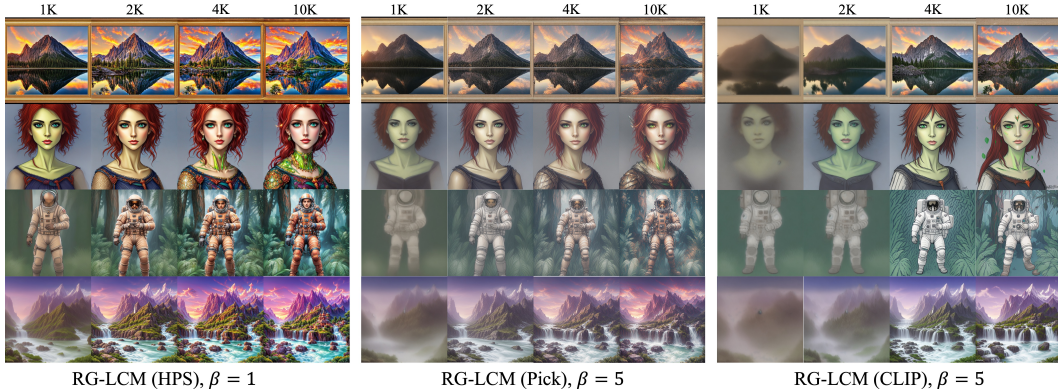 1K 2K 4K 10K 1K 2K 4K 10K 1K 2K 4K 10K
RG-LCM (HPS), β = 1 RG-LCM (Pick), β = 5 RG-LCM (CLIP), β = 5